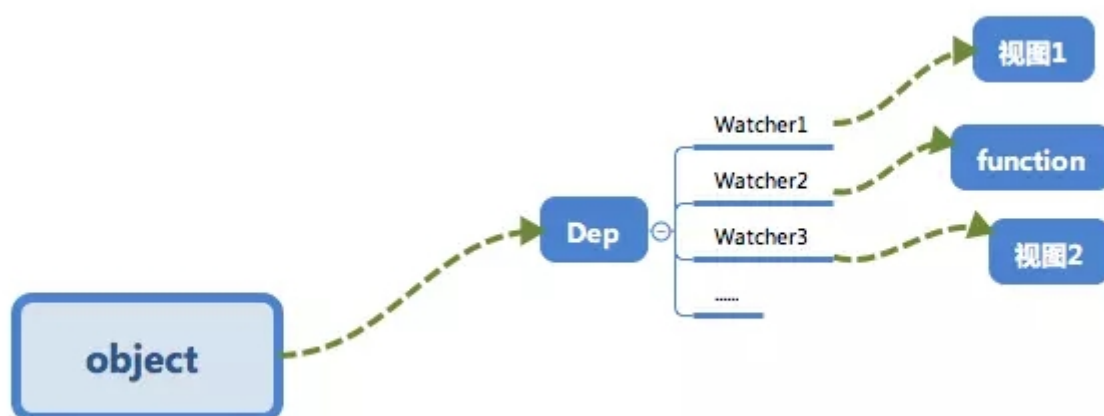 视图1
Watcher1
function
Watcher2
Dep
Watcher3
视图2
......
object